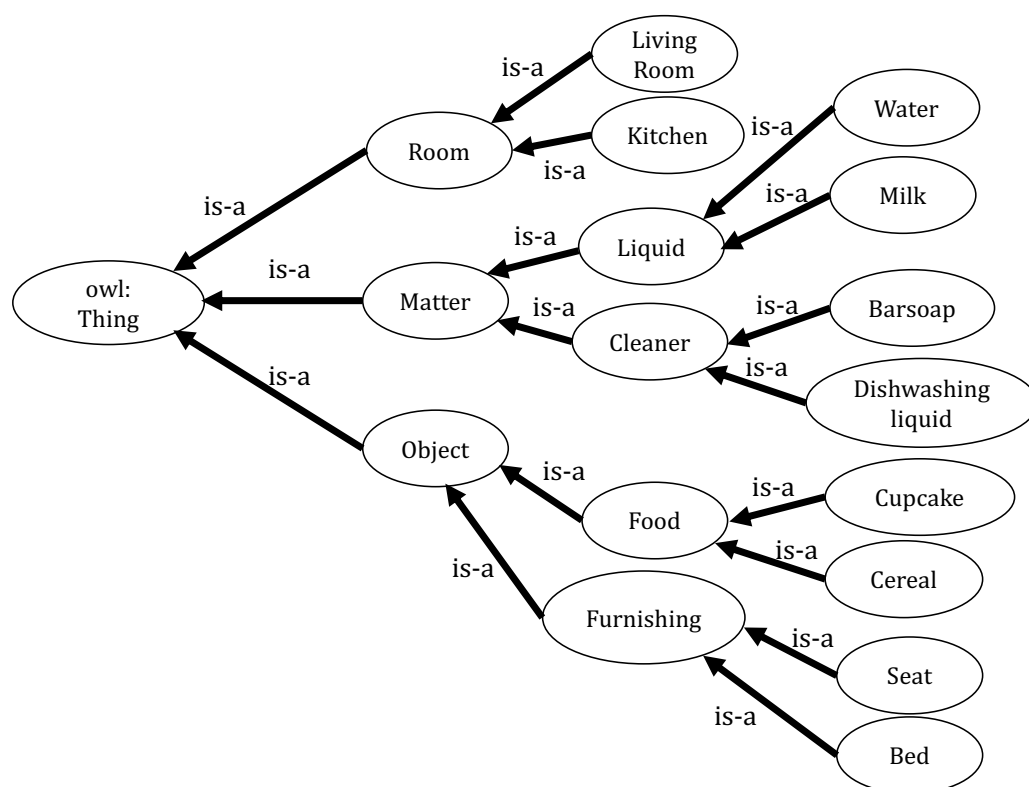 Living
Room
is-a
Water
is-a
Kitchen
Room
is-a
is-a
Milk
is-a
is-a
Liquid
is-a
owl:
Thing
Matter
is-a
Barsoap
is-a
Cleaner
is-a
Dishwashing
liquid
is-a
Object
is-a
is-a
Cupcake
Food
is-a
Cereal
is-a
Furnishing
is-a
Seat
is-a
Bed